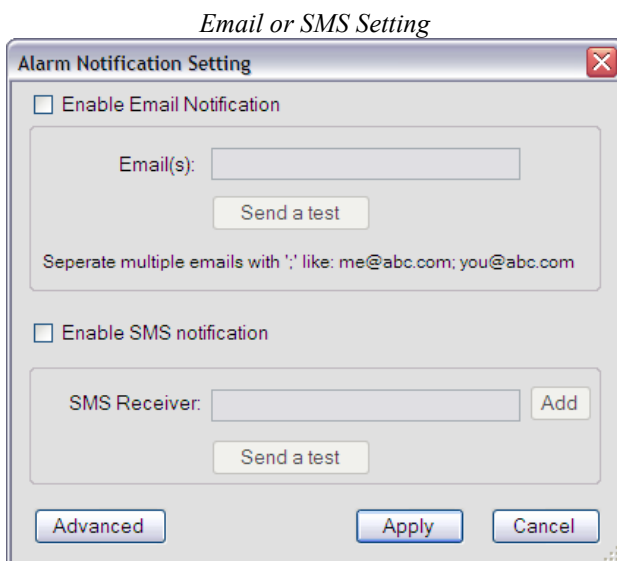 Email or SMS Setting
Alarm Notification Setting
Enable Email Notification
Email(s):
Send a test
Seperate multiple emails with ';' like: me@abc.com; you@abc.com
Enable SMS notification
SMS Receiver:
Add
Send a test
Advanced
Apply
Cancel